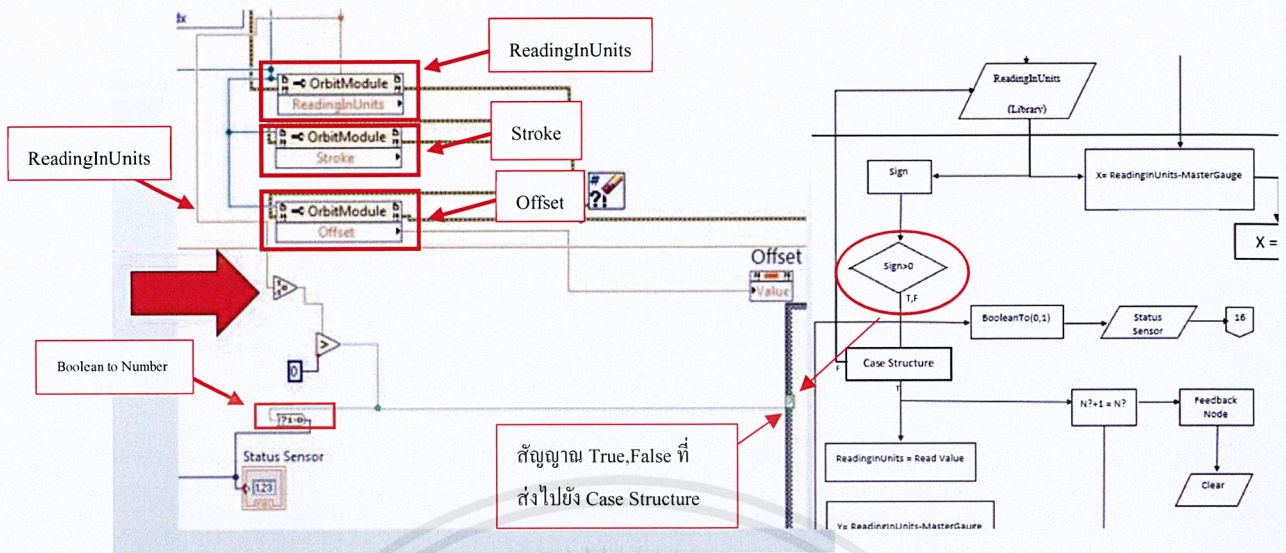 ReadingInUnits
OrbitModule
ReadingInUnits
OrbitModule
Stroke
Stroke
ReadingInUnits
#
?!
Offset
OrbitModule
Offset
Offset
Value
>
0
Boolean to Number
?1:0
Status Sensor
123
สัญญาณ True,False ที่
ส่งไปยัง Case Structure
ReadingInUnits
(Library)
Sign
X= ReadingInUnits-MasterGauge
X =
Sign>0
T,F
BooleanTo(0,1)
Status
Sensor
16
F
Case Structure
T
N?+1 = N?
Feedback
Node
ReadingInUnits = Read Value
Clear
Y= ReadingInUnits-MasterGauge